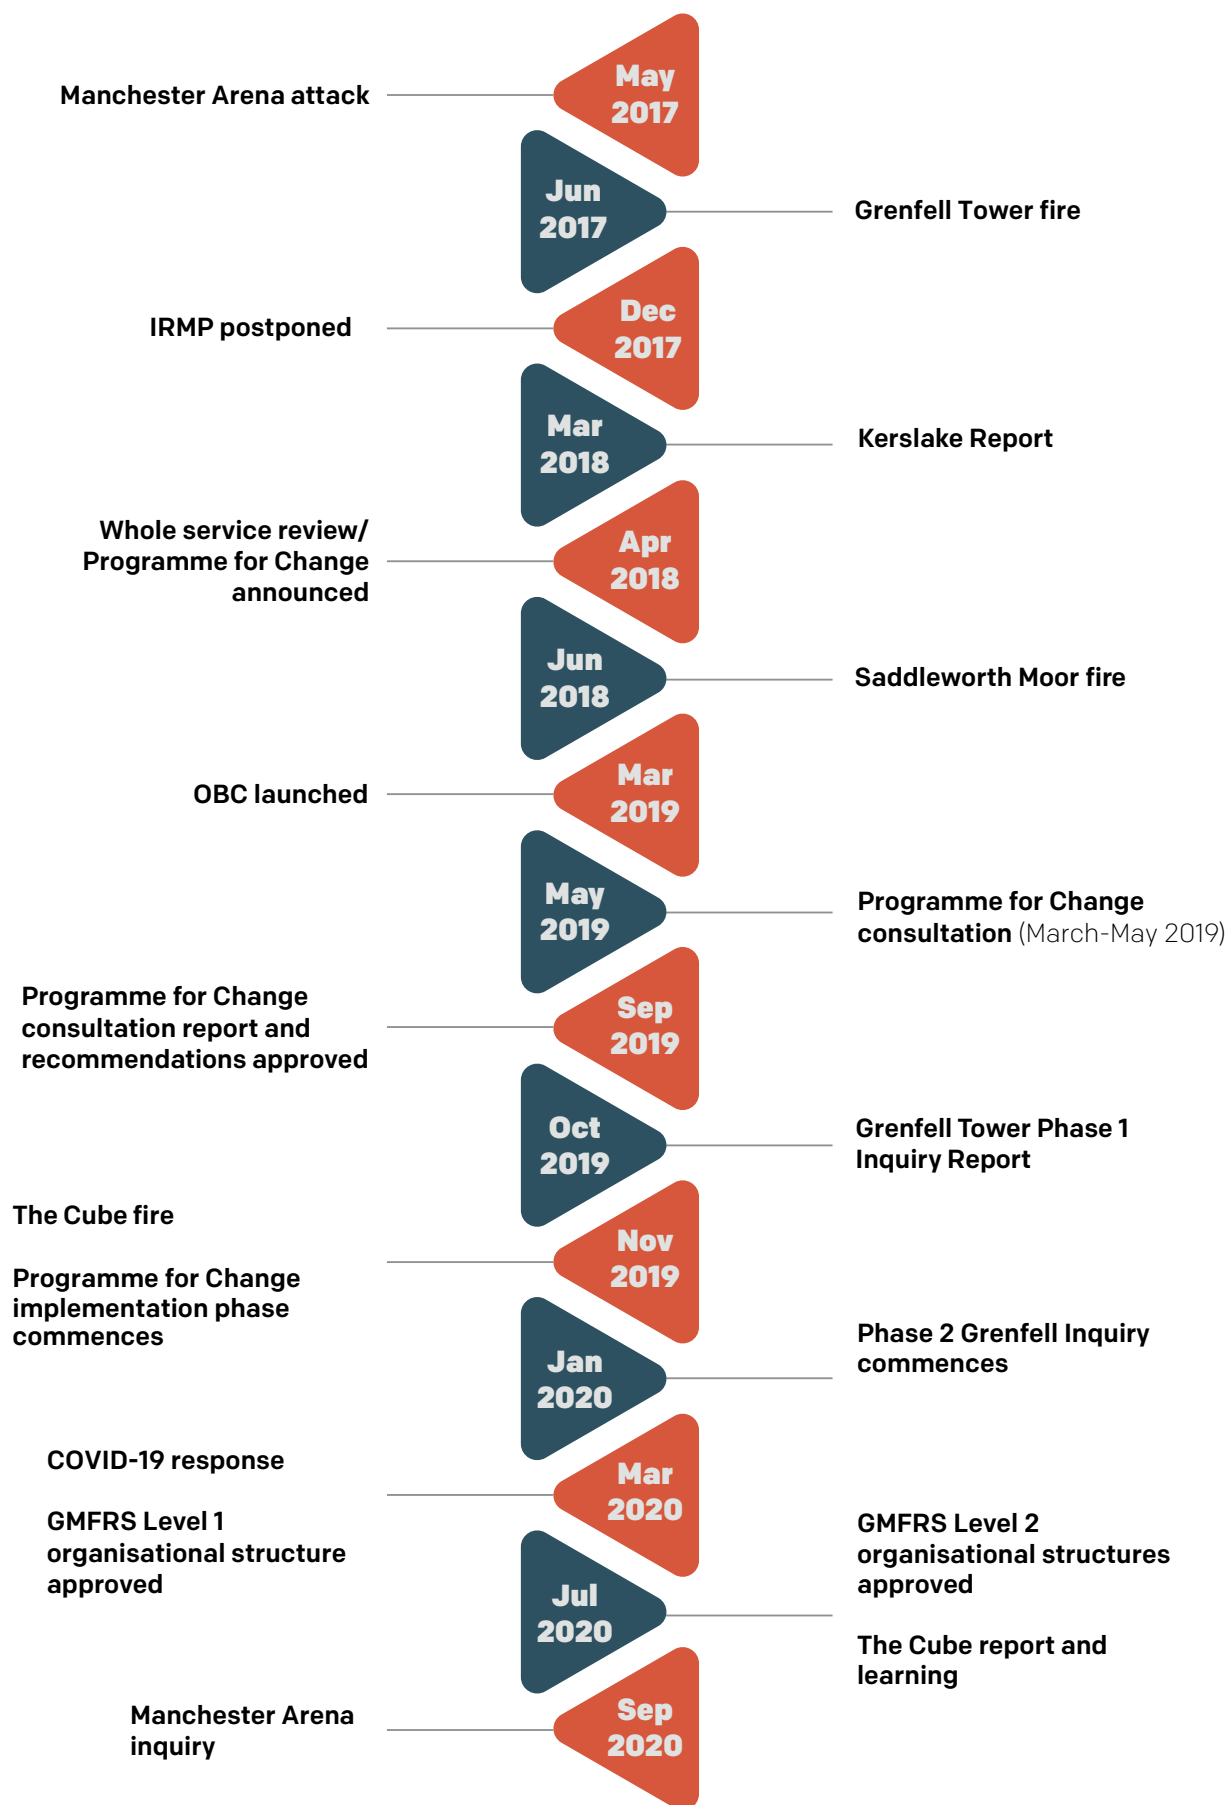 Manchester Arena attack
May
2017
Jun
2017
Grenfell Tower fire
IRMP postponed
Dec
2017
Mar
2018
Kerslake Report
Whole service review/
Programme for Change
announced
Apr
2018
Jun
2018
Saddleworth Moor fire
OBC launched
Mar
2019
May
2019
Programme for Change
consultation (March-May 2019)
Programme for Change
consultation report and
recommendations approved
Sep
2019
Oct
2019
Grenfell Tower Phase 1
Inquiry Report
The Cube fire
Programme for Change
implementation phase
commences
Nov
2019
Jan
2020
Phase 2 Grenfell Inquiry
commences
COVID-19 response
GMFRS Level 1
organisational structure
approved
Mar
2020
Jul
2020
GMFRS Level 2
organisational structures
approved
The Cube report and
learning
Manchester Arena
inquiry
Sep
2020